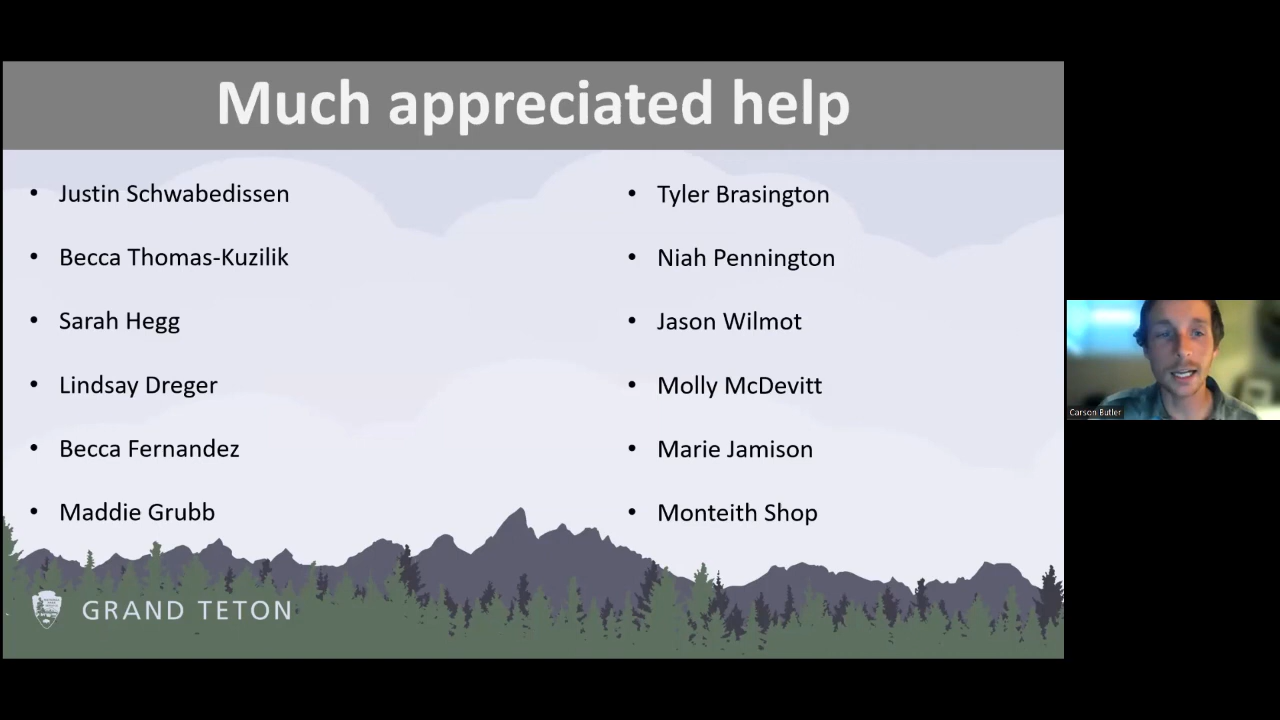 Much appreciated help
• Justin Schwabedissen
• Becca Thomas-Kuzilik
• Sarah Hegg
• Lindsay Dreger
• Becca Fernandez
• Maddie Grubb
• Tyler Brasington
• Niah Pennington
• Jason Wilmot
• Molly McDevitt
• Marie Jamison
• Monteith Shop
GRAND TETON
Carson Butler